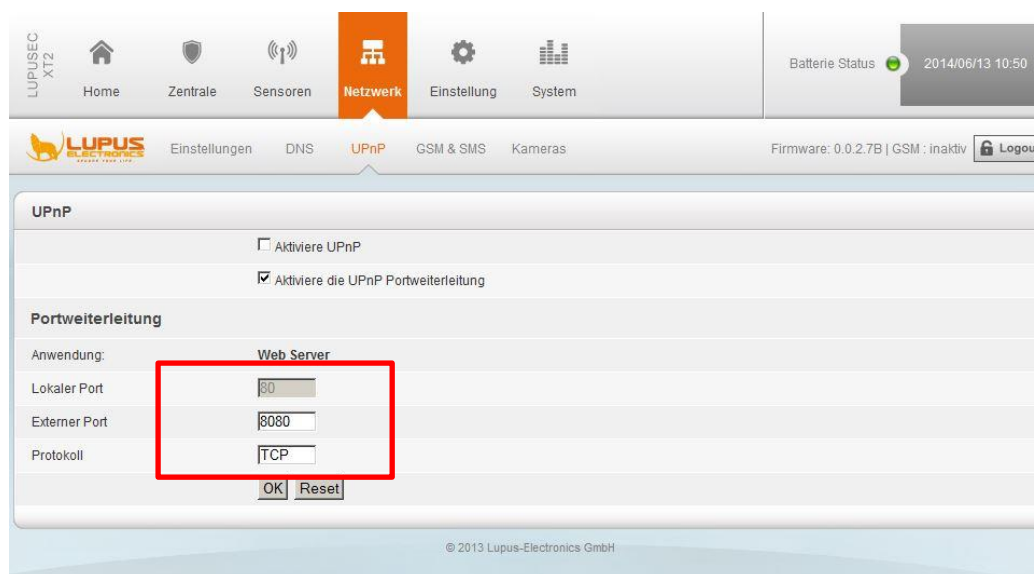 LUPUSEC
XT2
Home
Zentrale
Sensoren
Netzwerk
Einstellung
System
Batterie Status
2014/06/13 10:50
LUPUS
ELECTRONICS
Einstellungen
DNS
UPnP
GSM & SMS
Kameras
Firmware: 0.0.2.7B | GSM : inaktiv
Logou
UPnP
Aktiviere UPnP
Aktiviere die UPnP Portweiterleitung
Portweiterleitung
Anwendung: Web Server
Lokaler Port 80
Externer Port 8080
Protokoll TCP
OK Reset
© 2013 Lupus-Electronics GmbH